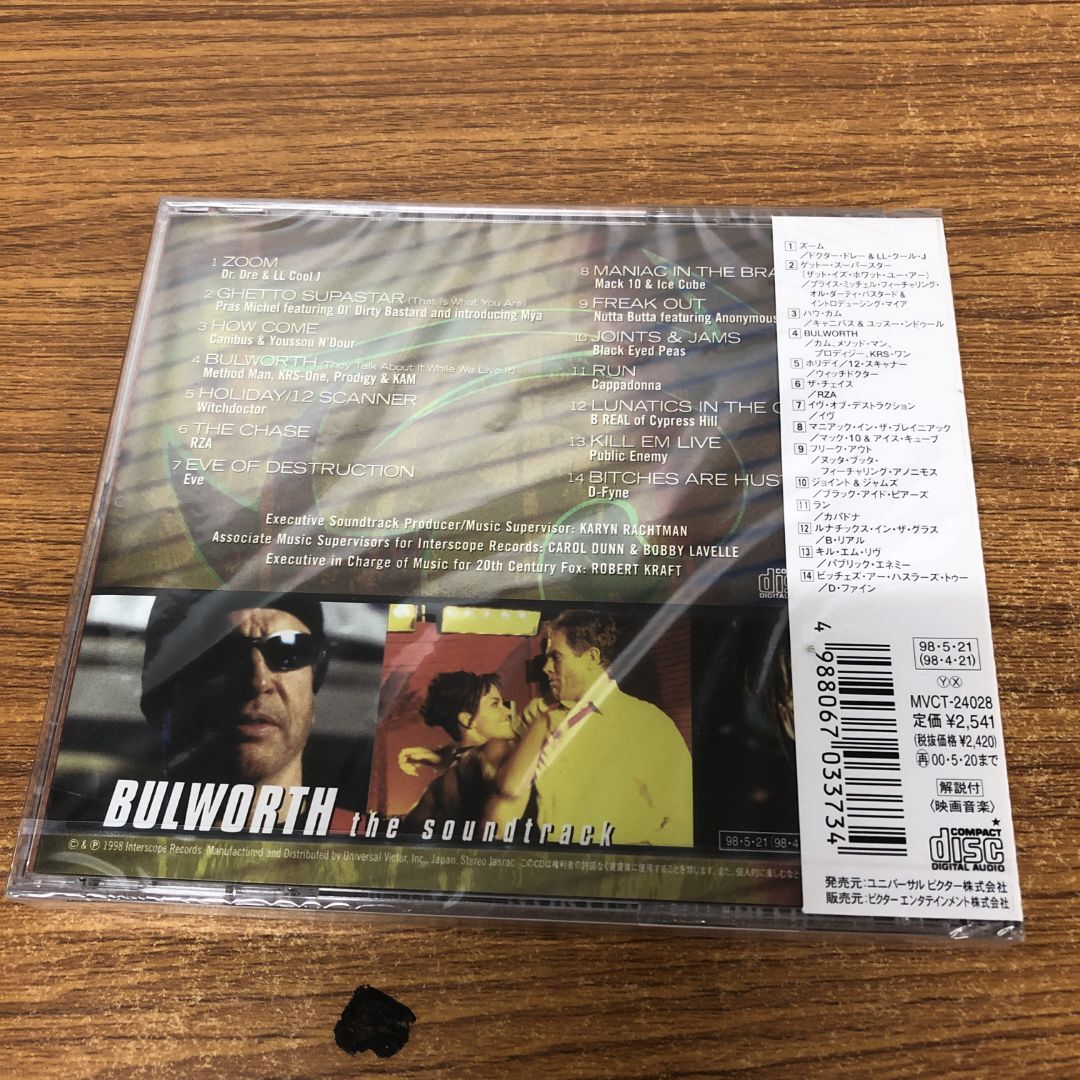 1 ZOOM
Dr. Dre & LL Cool J
2 GHETTO SUPASTAR (That Is What You Are)
Pras Michel featuring Ol' Dirty Bastard and introducing Mya
3 HOW COME
Canibus & Youssou N'Dour
4 BULWORTH (They Talk About It While We Live It)
Method Man, KRS-One, Prodigy & KAM
5 HOLIDAY/12 SCANNER
Witchdoctor
6 THE CHASE
RZA
7 EVE OF DESTRUCTION
Eve
8 MANIAC IN THE BRA
Mack 10 & Ice Cube
9 FREAK OUT
Nutta Butta featuring Anonymous
10 JOINTS & JAMS
Black Eyed Peas
11 RUN
Cappadonna
12 LUNATICS IN THE G
B REAL of Cypress Hill
13 KILL EM LIVE
Public Enemy
14 BITCHES ARE HUST
D-Fyne
Executive Soundtrack Producer/Music Supervisor: KARYN RACHTMAN
Associate Music Supervisors for Interscope Records: CAROL DUNN & BOBBY LAVELLE
Executive in Charge of Music for 20th Century Fox: ROBERT KRAFT
BULWORTH the soundtrack
98・5・21 (98・4
© & ℗ 1998 Interscope Records. Manufactured and Distributed by Universal Victor, Inc., Japan. Stereo Jasrac
1 ズーム
／ドクター・ドレー＆LL・クール・J
2 ゲットー・スーパースター
(ザット・イズ・ホワット・ユー・アー)
／プライス・ミッチェル・フィーチャリング・
オル・ダーティ・バスタード＆
イントロデューシング・マイア
3 ハウ・カム
／キャニバス＆ユッスー・ンドゥール
4 BULWORTH
／カム、メソッド・マン、
プロディジー、KRS-ワン
5 ホリデイ/12・スキャナー
／ウィッチドクター
6 ザ・チェイス
／RZA
7 イヴ・オブ・デストラクション
／イヴ
8 マニアック・イン・ザ・ブレイニアック
／マック・10＆アイス・キューブ
9 フリーク・アウト
／ヌッタ・ブッタ・
フィーチャリング・アノニモス
10 ジョイント＆ジャムズ
／ブラック・アイド・ピアーズ
11 ラン
／カパドナ
12 ルナチックス・イン・ザ・グラス
／B・リアル
13 キル・エム・リヴ
／パブリック・エネミー
14 ビッチェズ・アー・ハスラーズ・トゥー
／D・ファイン
4 988067 033734
98・5・21
(98・4・21)
Ⓨ Ⓧ
MVCT-24028
定価¥2,541
(税抜価格¥2,420)
再 00・5・20まで
解説付
〈映画音楽〉
COMPACT
disc
DIGITAL AUDIO
発売元：ユニバーサル ビクター株式会社
販売元：ビクター エンタテインメント株式会社